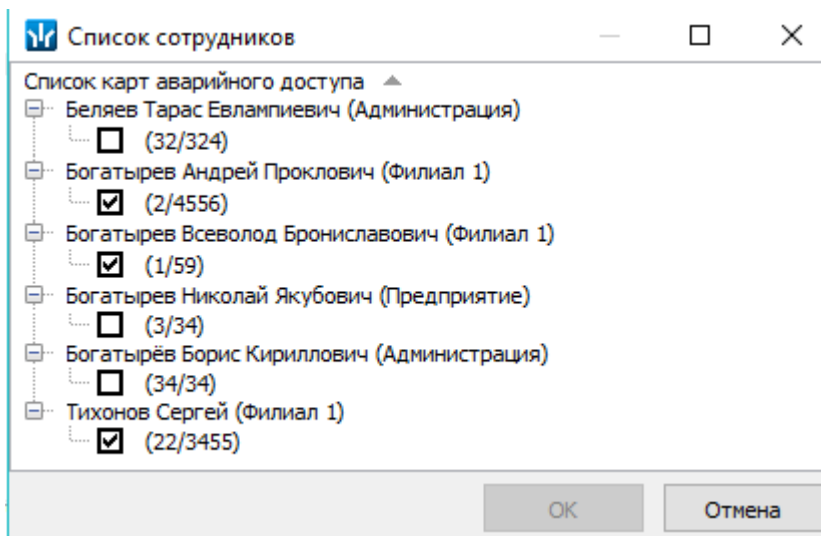 Список сотрудников
Список карт аварийного доступа
Беляев Тарас Евлампиевич (Администрация)
(32/324)
Богатырев Андрей Проклович (Филиал 1)
(2/4556)
Богатырев Всеволод Брониславович (Филиал 1)
(1/59)
Богатырев Николай Якубович (Предприятие)
(3/34)
Богатырёв Борис Кириллович (Администрация)
(34/34)
Тихонов Сергей (Филиал 1)
(22/3455)
ОК Отмена